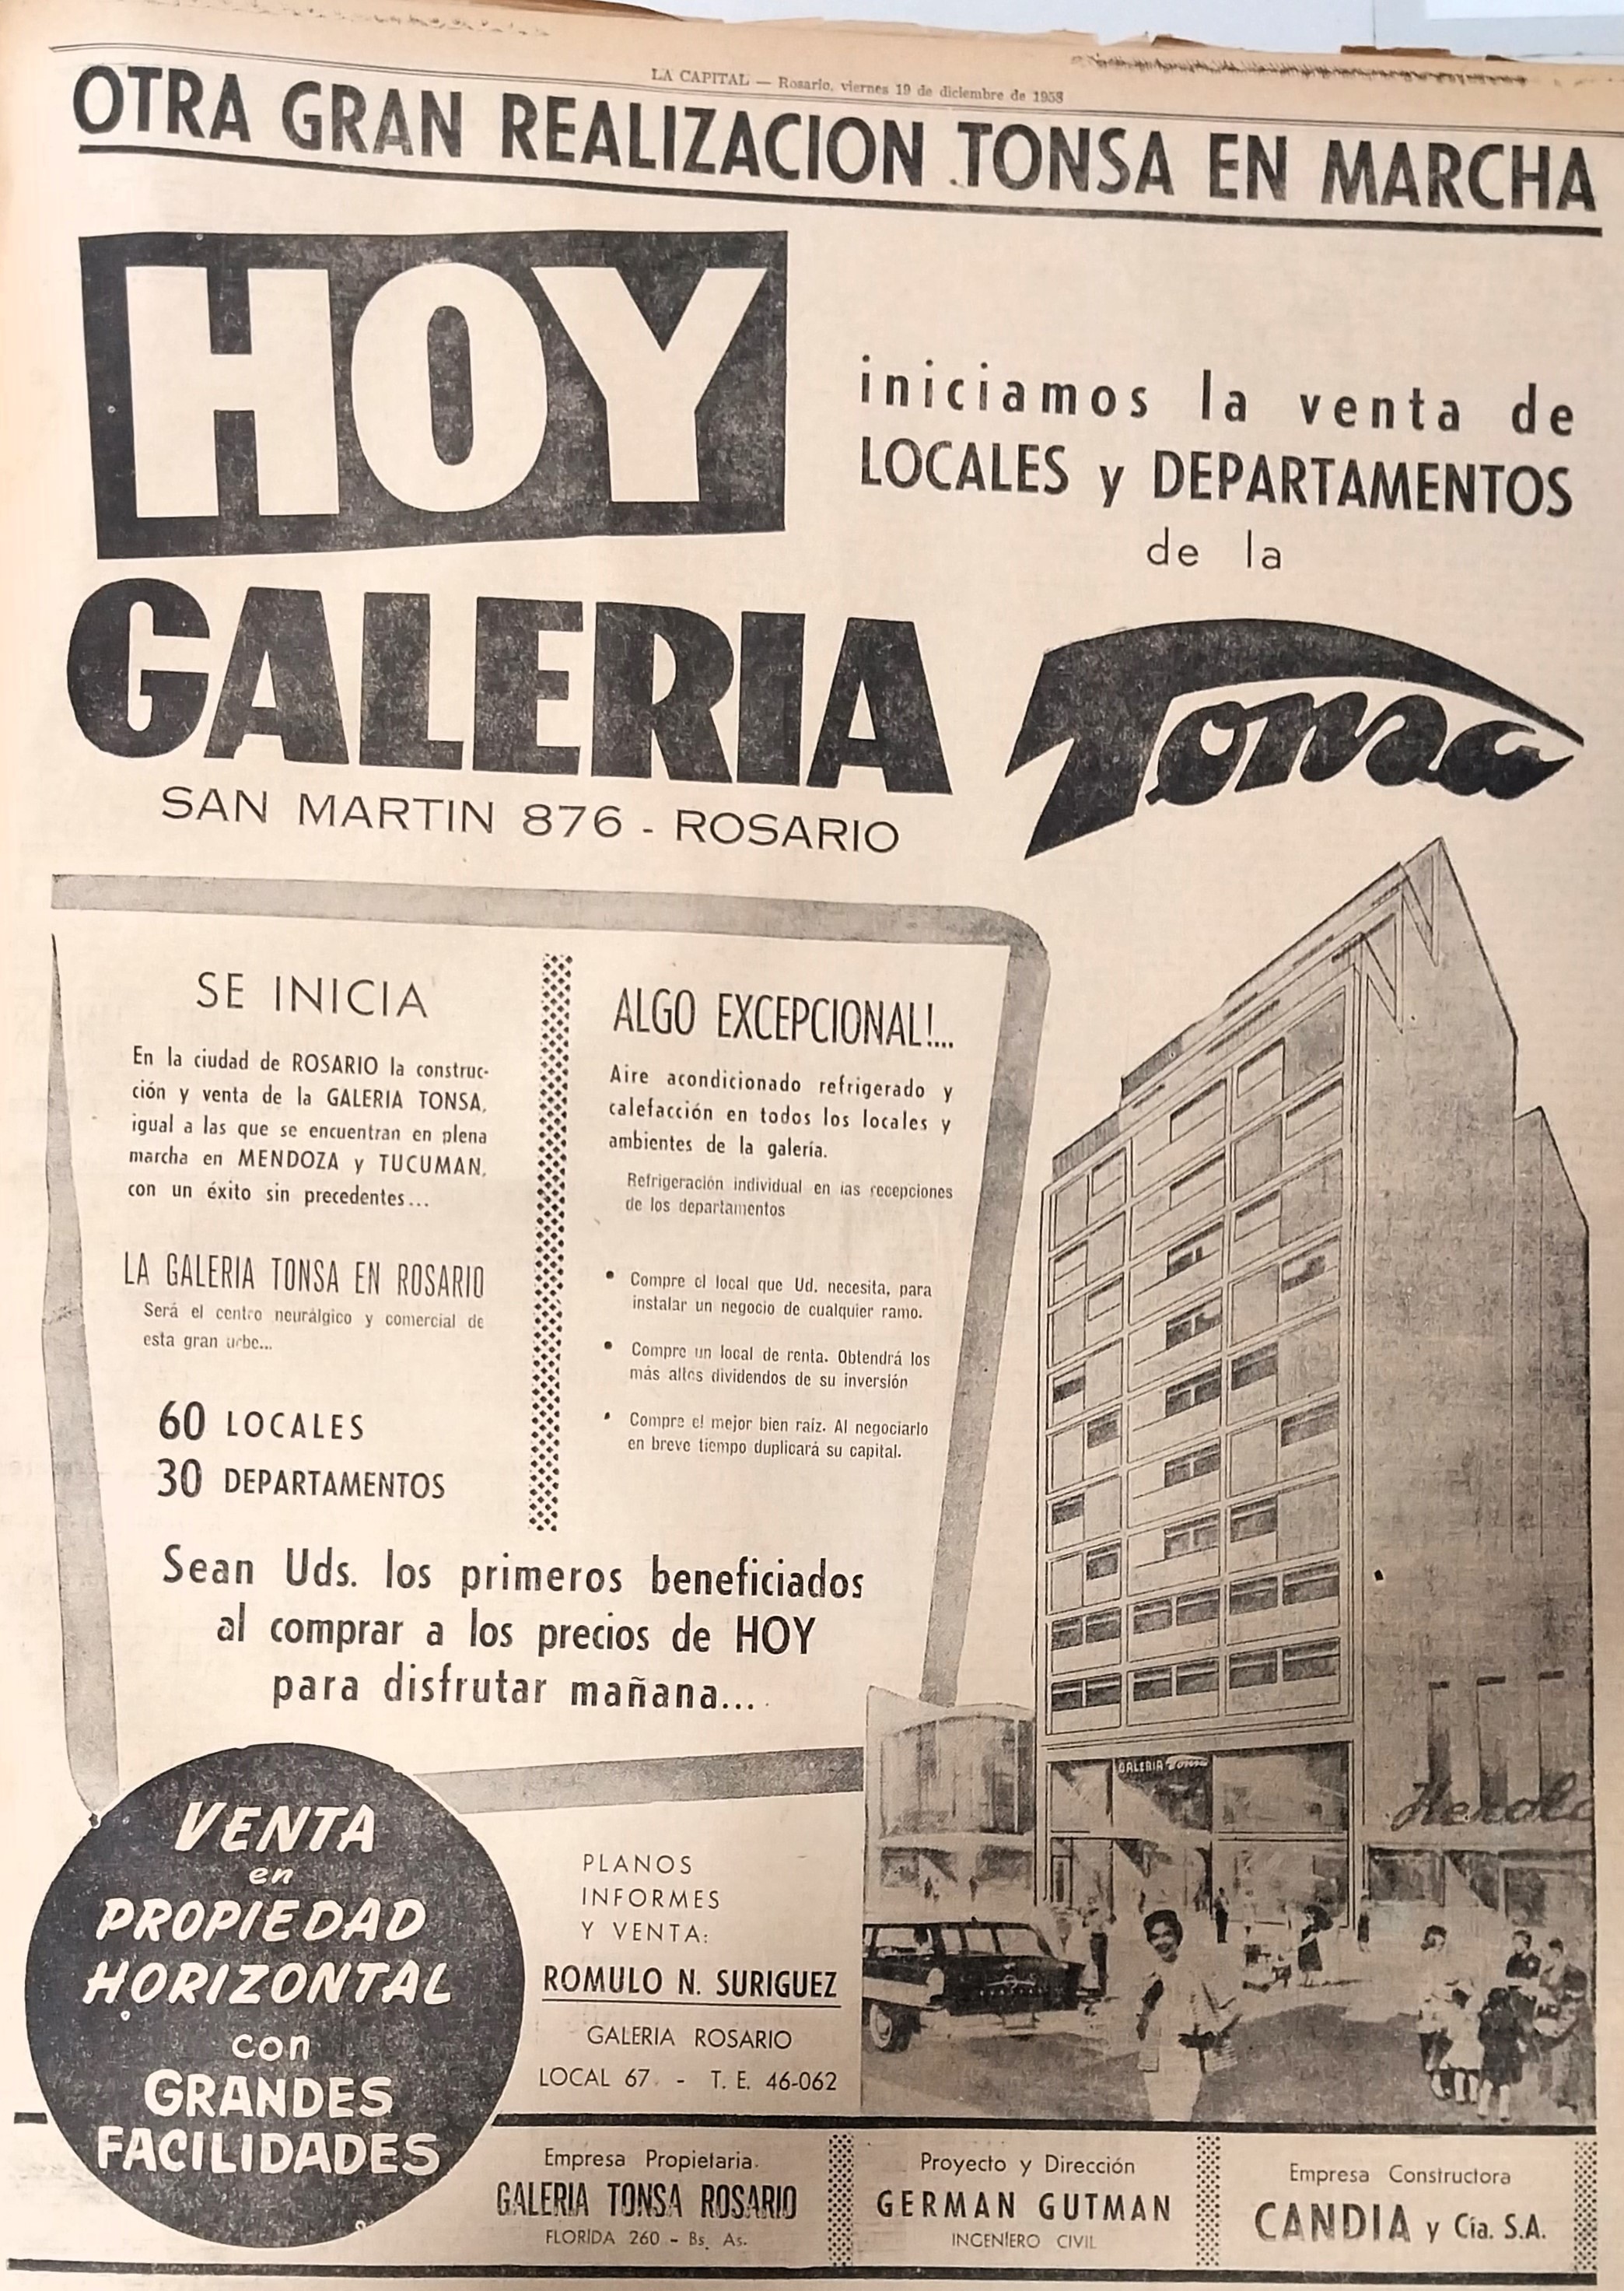 LA CAPITAL — Rosario, viernes 19 de diciembre de 1958
OTRA GRAN REALIZACION TONSA EN MARCHA
HOY
iniciamos la venta de
LOCALES y DEPARTAMENTOS
de la
GALERIA Tonsa
SAN MARTIN 876 - ROSARIO
SE INICIA
En la ciudad de ROSARIO la construc-
ción y venta de la GALERIA TONSA,
igual a las que se encuentran en plena
marcha en MENDOZA y TUCUMAN,
con un éxito sin precedentes...
LA GALERIA TONSA EN ROSARIO
Será el centro neurálgico y comercial de
esta gran urbe...
60 LOCALES
30 DEPARTAMENTOS
ALGO EXCEPCIONAL!...
Aire acondicionado refrigerado y
calefacción en todos los locales y
ambientes de la galería.
Refrigeración individual en las recepciones
de los departamentos
• Compre el local que Ud. necesita, para
instalar un negocio de cualquier ramo.
• Compre un local de renta. Obtendrá los
más altos dividendos de su inversión
• Compre el mejor bien raíz. Al negociarlo
en breve tiempo duplicará su capital.
Sean Uds. los primeros beneficiados
al comprar a los precios de HOY
para disfrutar mañana...
GALERIA Tonsa
Herold
VENTA
en
PROPIEDAD
HORIZONTAL
con
GRANDES
FACILIDADES
PLANOS
INFORMES
Y VENTA:
ROMULO N. SURIGUEZ
GALERIA ROSARIO
LOCAL 67 - T. E. 46-062
Empresa Propietaria
GALERIA TONSA ROSARIO
FLORIDA 260 - Bs. As.
Proyecto y Dirección
GERMAN GUTMAN
INGENIERO CIVIL
Empresa Constructora
CANDIA y Cía. S.A.